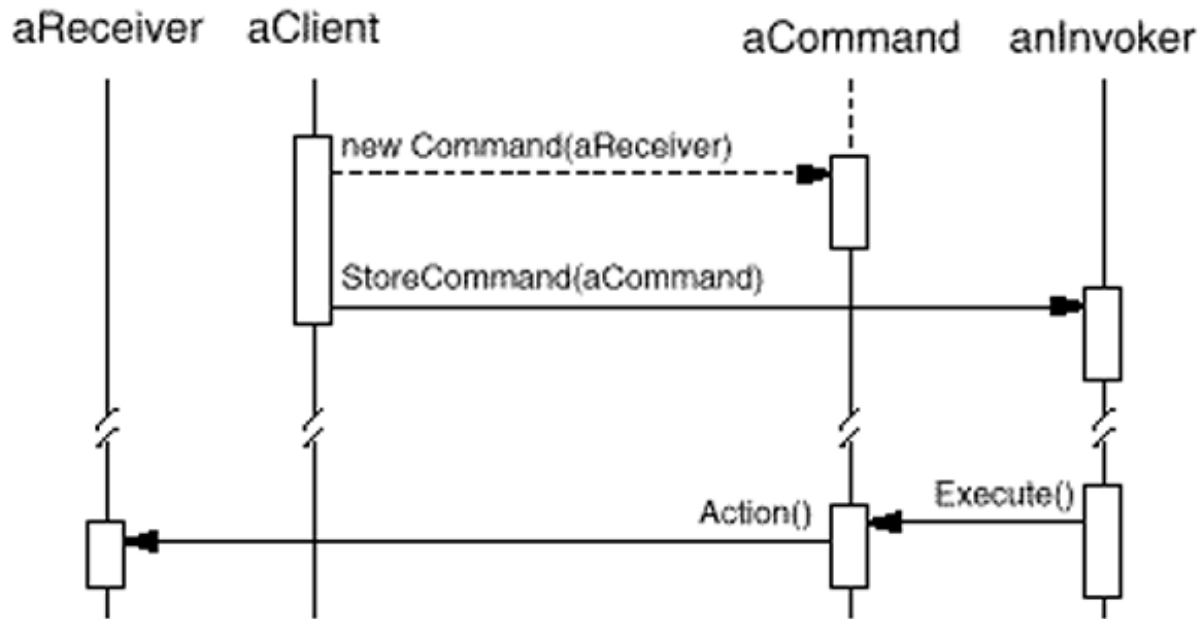 aReceiver aClient aCommand anInvoker
new Command(aReceiver)
StoreCommand(aCommand)
Execute()
Action()